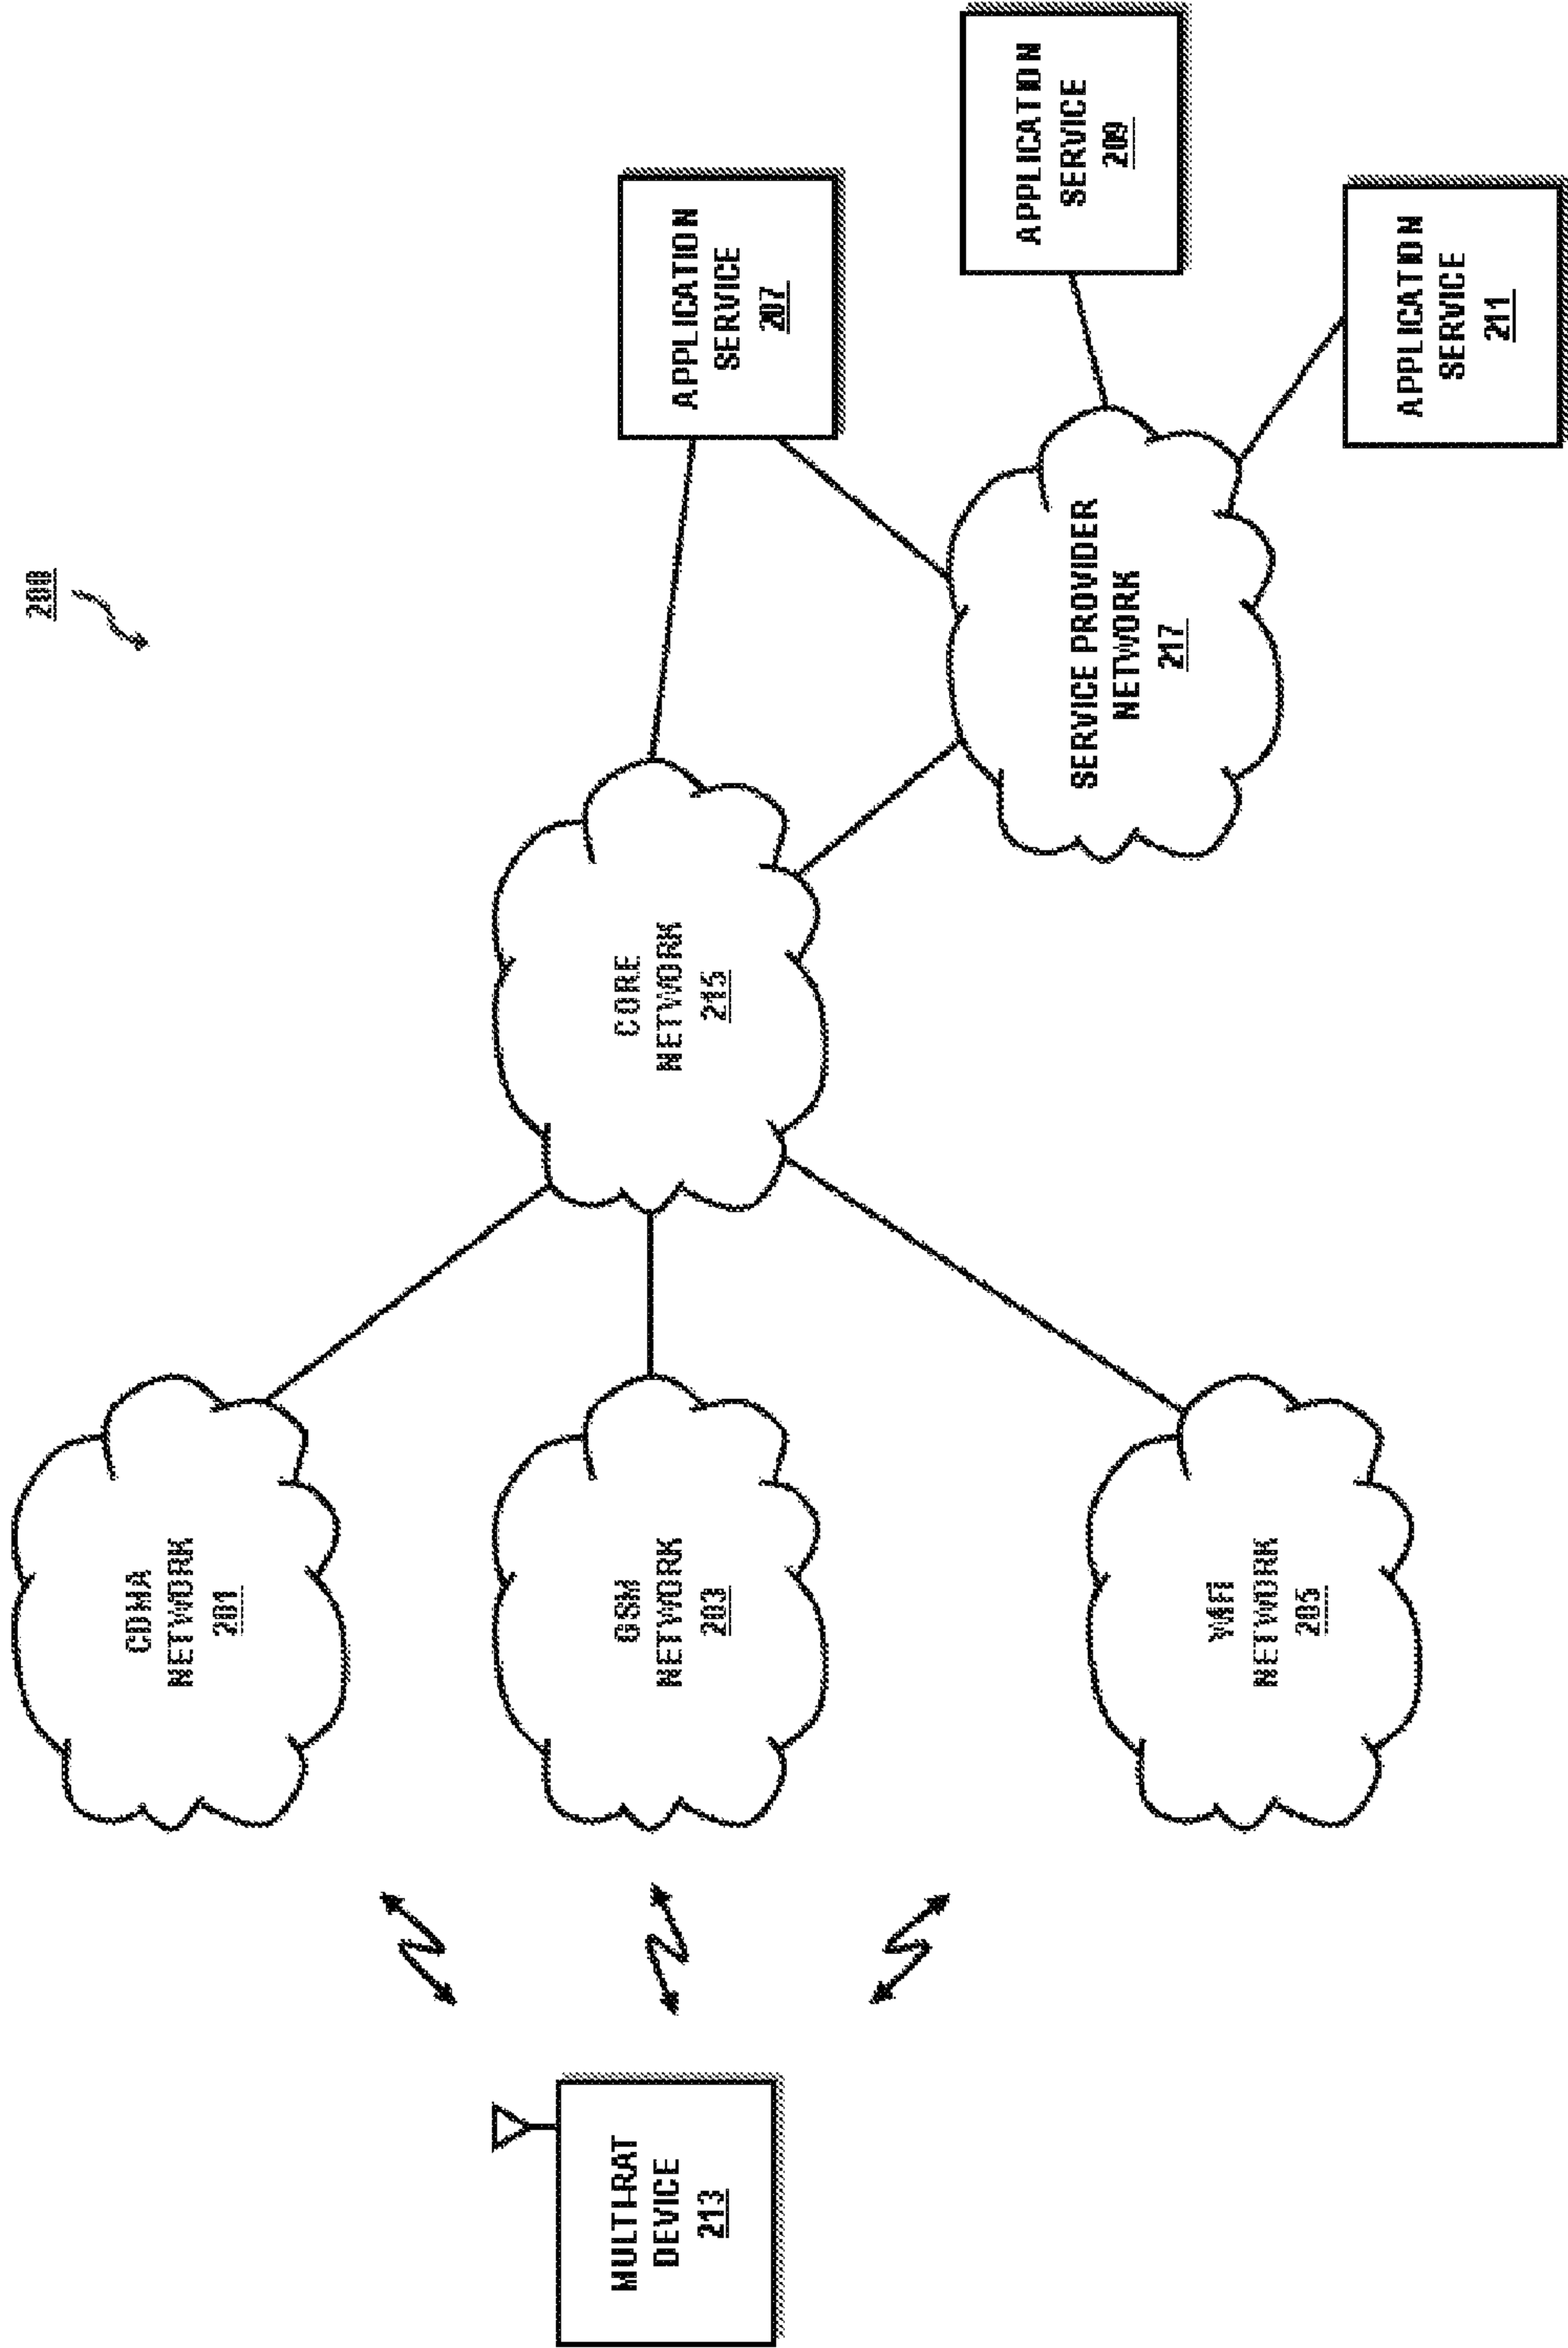 200
CDMA
NETWORK
201
GSM
NETWORK
203
WIFI
NETWORK
205
MULTI-RAT
DEVICE
213
CORE
NETWORK
215
APPLICATION
SERVICE
207
SERVICE PROVIDER
NETWORK
217
APPLICATION
SERVICE
209
APPLICATION
SERVICE
211